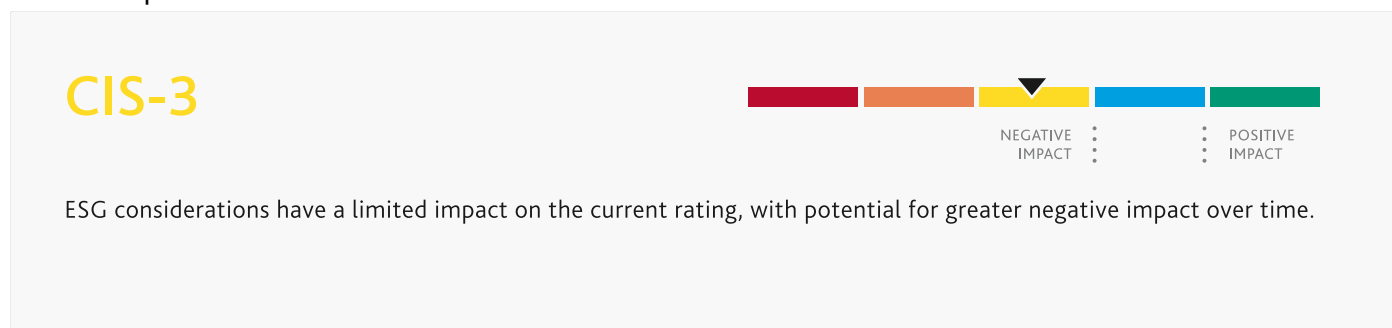 CIS-3
NEGATIVE
IMPACT
POSITIVE
IMPACT
ESG considerations have a limited impact on the current rating, with potential for greater negative impact over time.